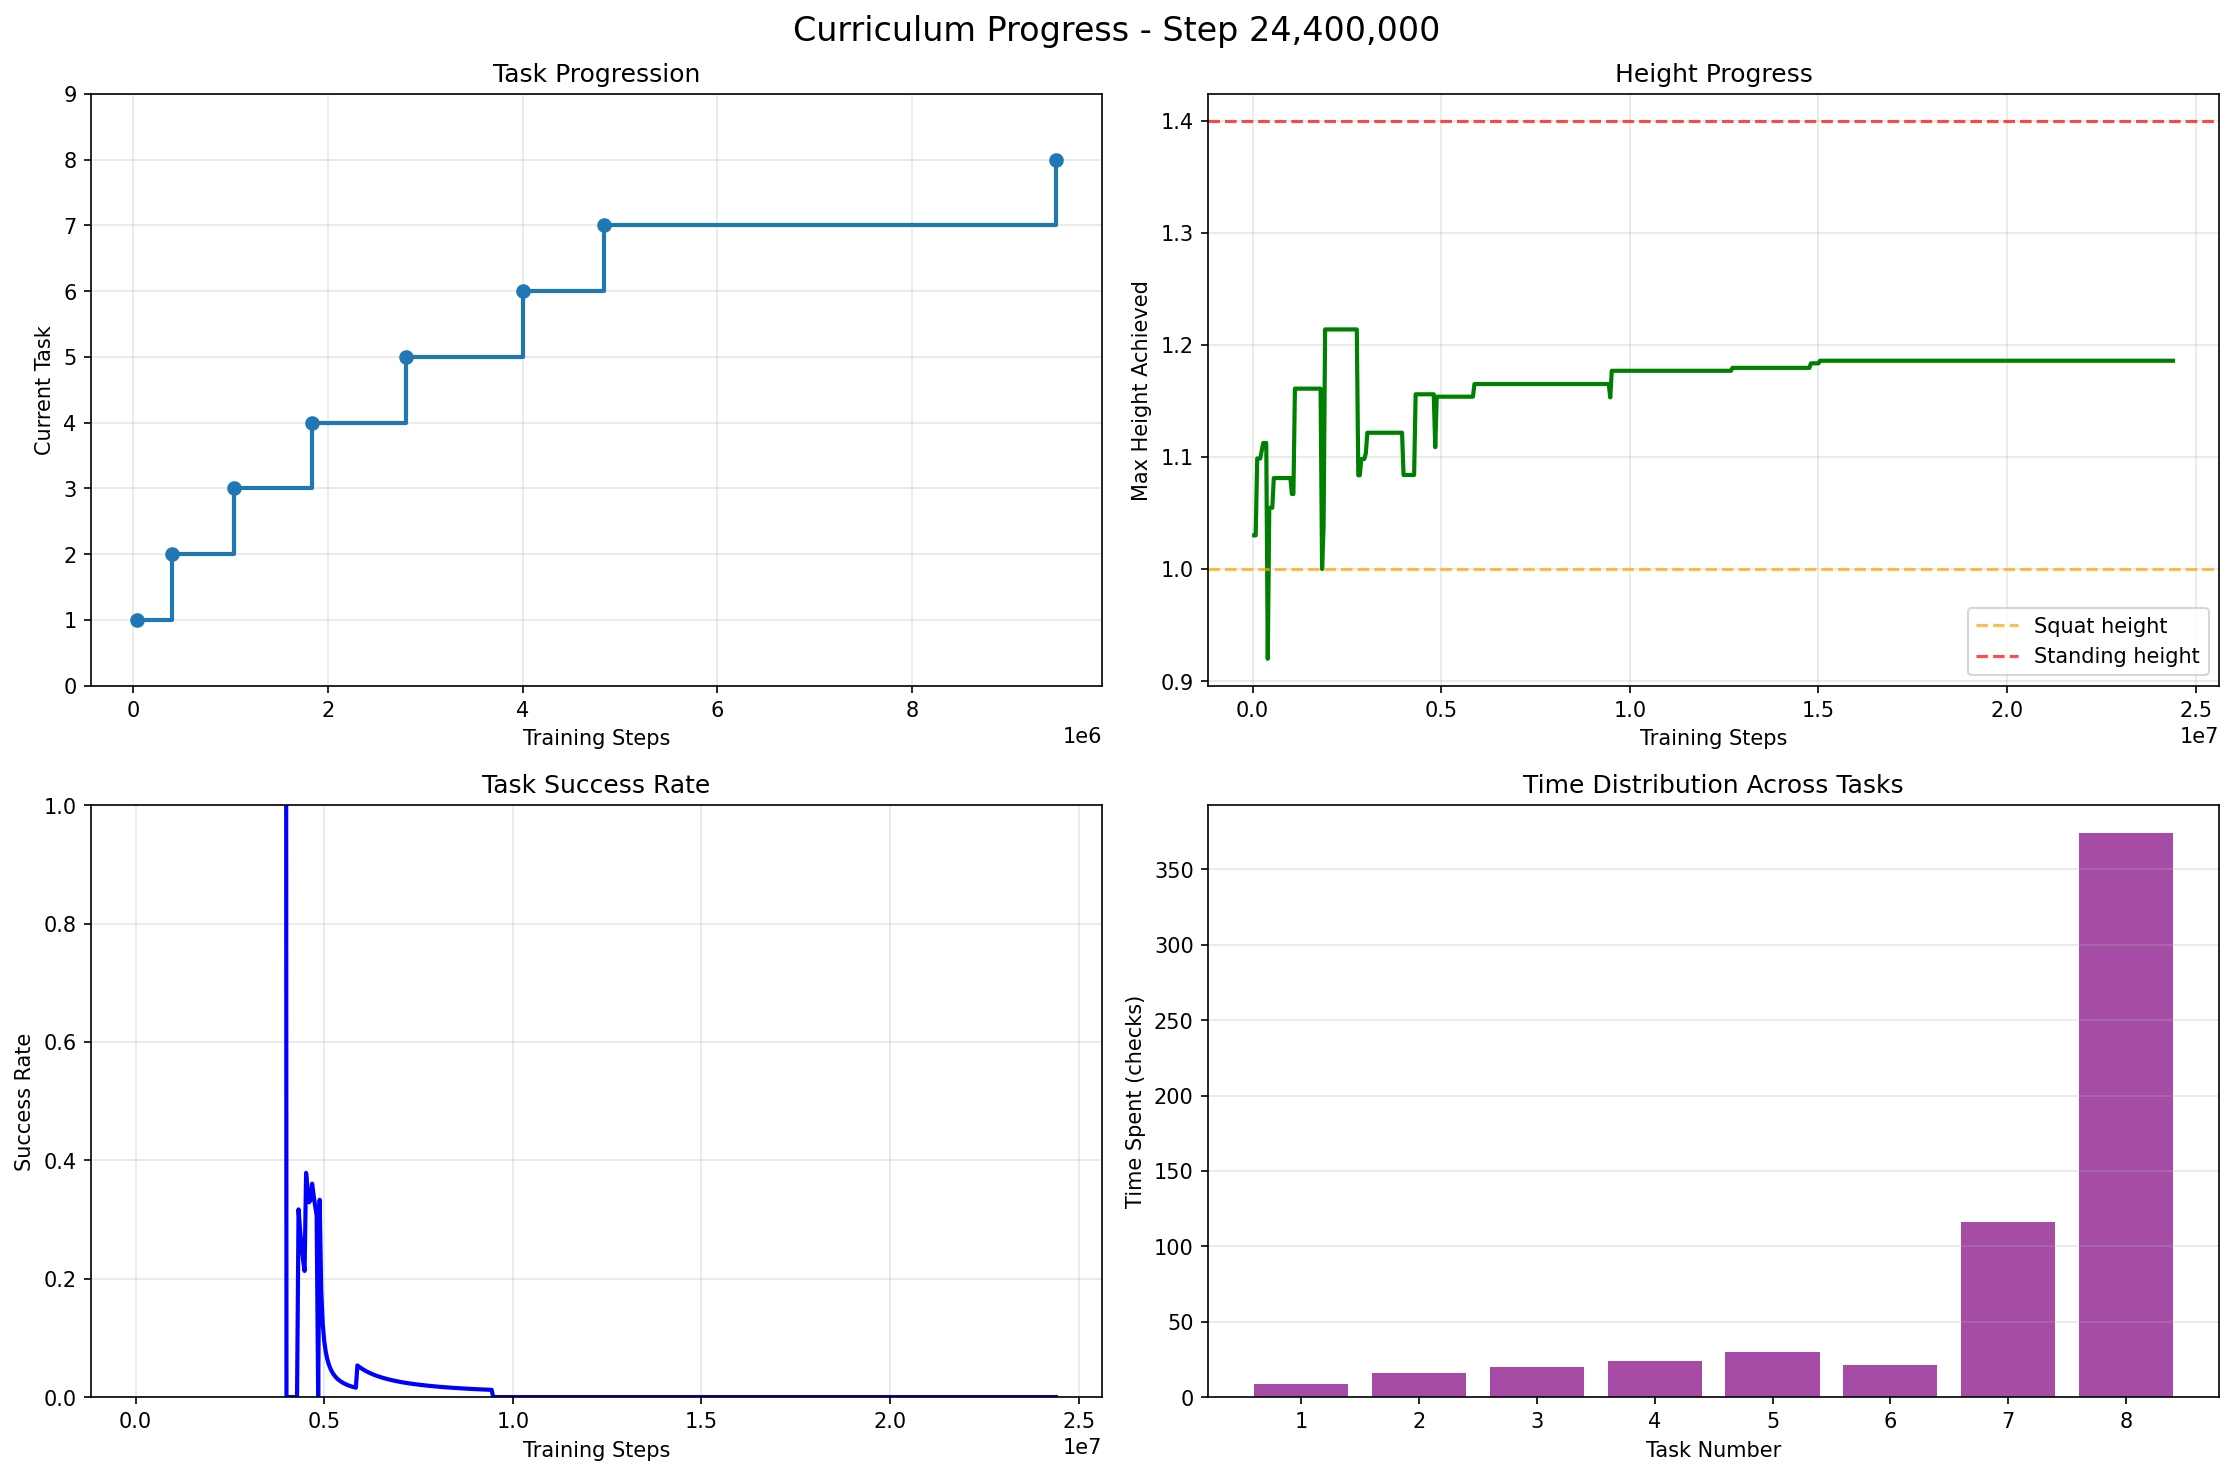 Curriculum Progress - Step 24,400,000
Task Progression
Current Task
9
8
7
6
5
4
3
2
1
0
0 2 4 6 8
1e6
Training Steps
Height Progress
Max Height Achieved
1.4
1.3
1.2
1.1
1.0
0.9
Squat height
Standing height
0.0 0.5 1.0 1.5 2.0 2.5
1e7
Training Steps
Task Success Rate
Success Rate
1.0
0.8
0.6
0.4
0.2
0.0
0.0 0.5 1.0 1.5 2.0 2.5
1e7
Training Steps
Time Distribution Across Tasks
Time Spent (checks)
350
300
250
200
150
100
50
0
1 2 3 4 5 6 7 8
Task Number